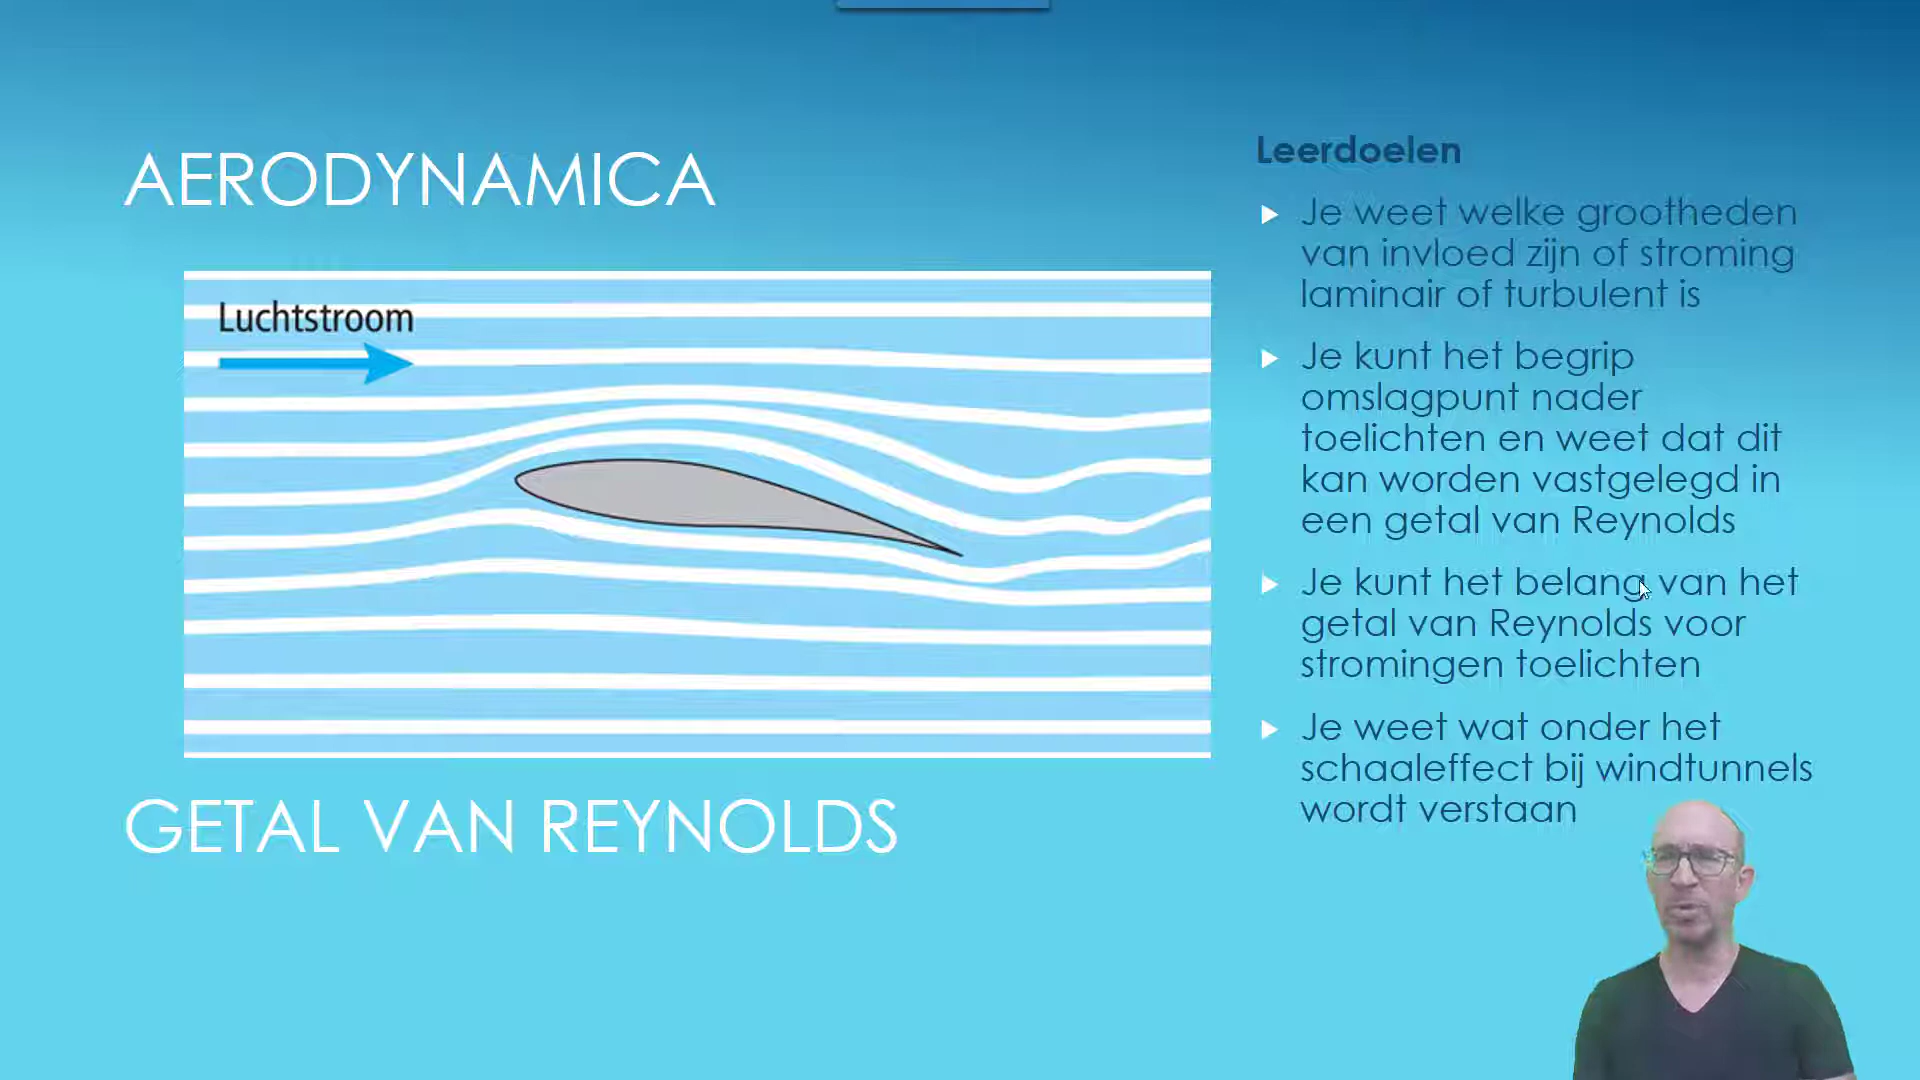 AERODYNAMICA
Luchtstroom
GETAL VAN REYNOLDS
Leerdoelen
Je weet welke grootheden
van invloed zijn of stroming
laminair of turbulent is
Je kunt het begrip
omslagpunt nader
toelichten en weet dat dit
kan worden vastgelegd in
een getal van Reynolds
Je kunt het belang van het
getal van Reynolds voor
stromingen toelichten
Je weet wat onder het
schaaleffect bij windtunnels
wordt verstaan